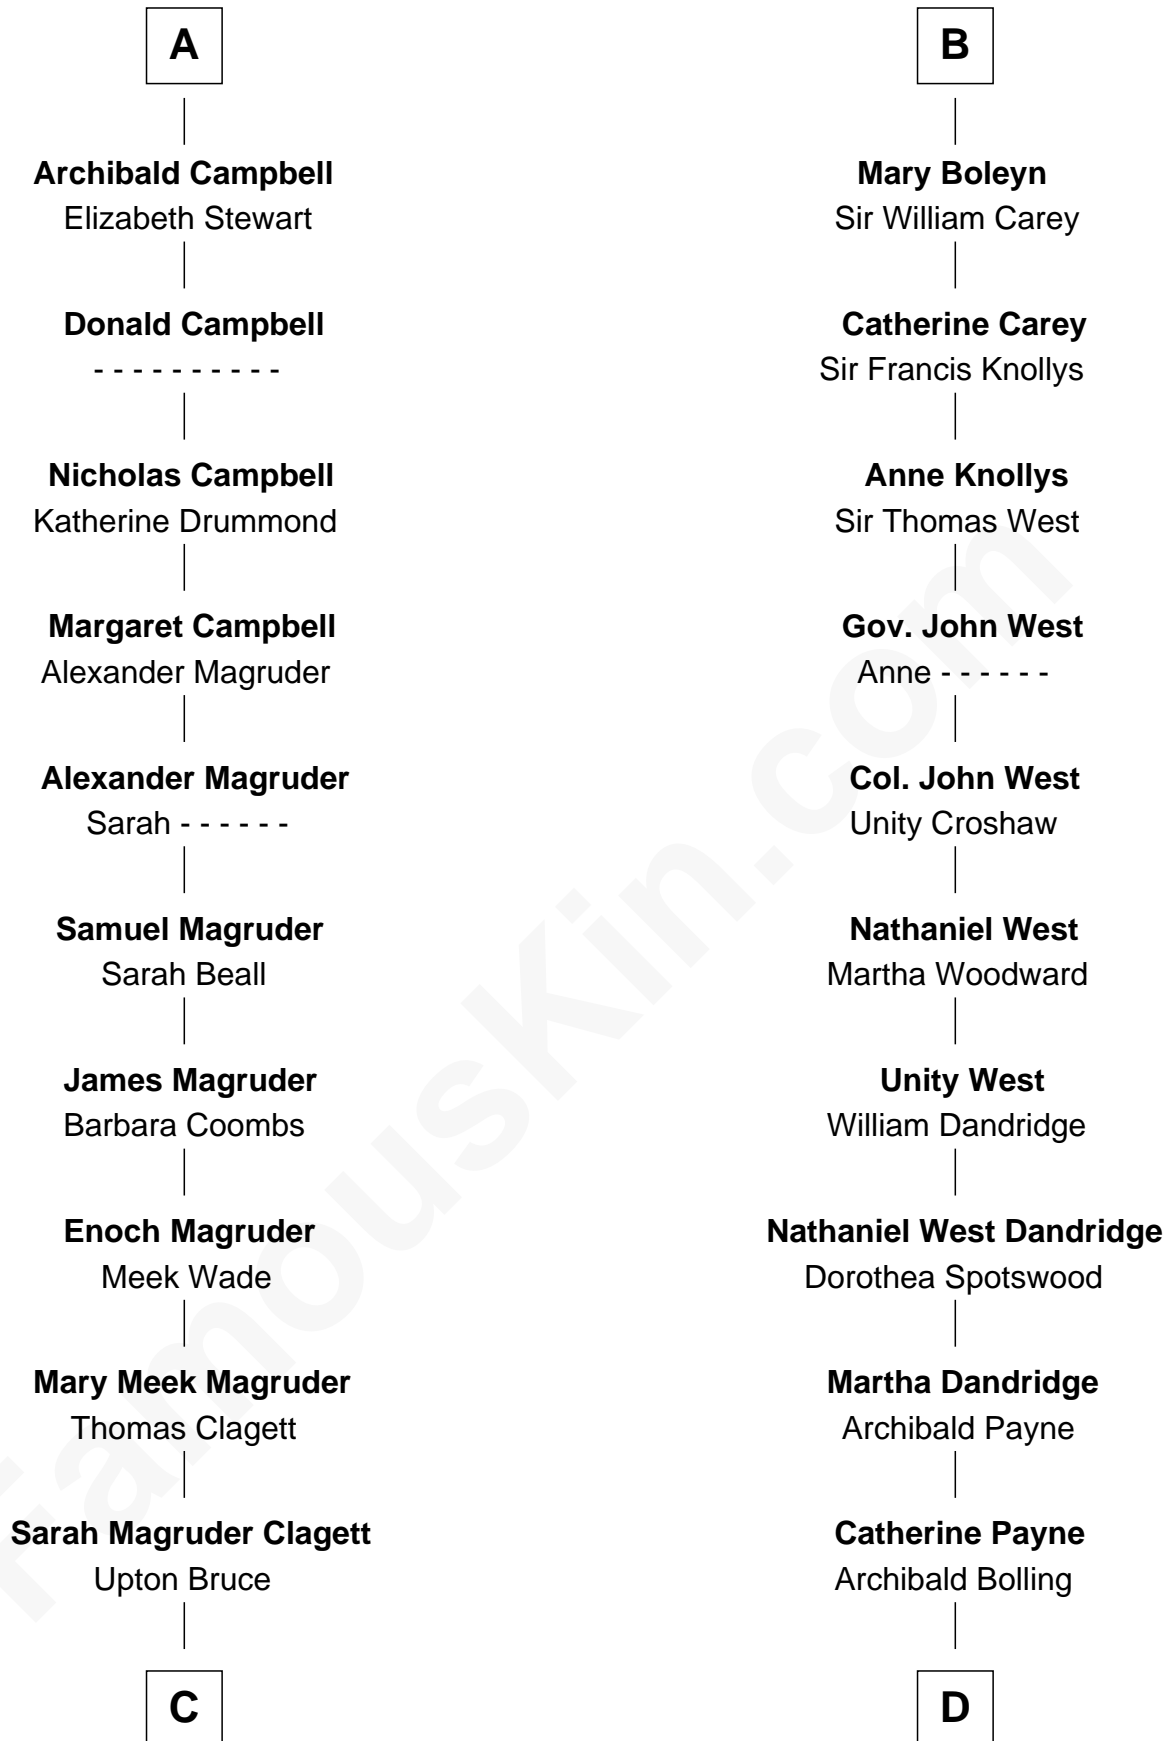 A
Archibald Campbell
Elizabeth Stewart
Donald Campbell
- - - - - - - - - -
Nicholas Campbell
Katherine Drummond
Margaret Campbell
Alexander Magruder
Alexander Magruder
Sarah - - - - - -
Samuel Magruder
Sarah Beall
James Magruder
Barbara Coombs
Enoch Magruder
Meek Wade
Mary Meek Magruder
Thomas Clagett
Sarah Magruder Clagett
Upton Bruce
C
B
Mary Boleyn
Sir William Carey
Catherine Carey
Sir Francis Knollys
Anne Knollys
Sir Thomas West
Gov. John West
Anne - - - - - -
Col. John West
Unity Croshaw
Nathaniel West
Martha Woodward
Unity West
William Dandridge
Nathaniel West Dandridge
Dorothea Spotswood
Martha Dandridge
Archibald Payne
Catherine Payne
Archibald Bolling
D
FamousKin.com